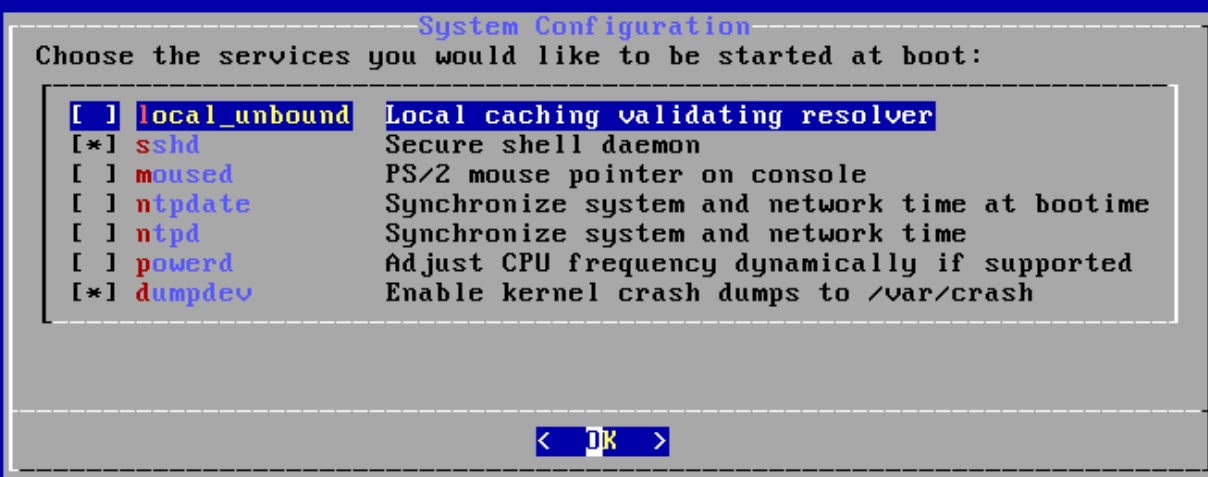 System Configuration
Choose the services you would like to be started at boot:
[ ] local_unbound Local caching validating resolver
[*] sshd Secure shell daemon
[ ] moused PS/2 mouse pointer on console
[ ] ntpdate Synchronize system and network time at bootime
[ ] ntpd Synchronize system and network time
[ ] powerd Adjust CPU frequency dynamically if supported
[*] dumpdev Enable kernel crash dumps to /var/crash
< OK >